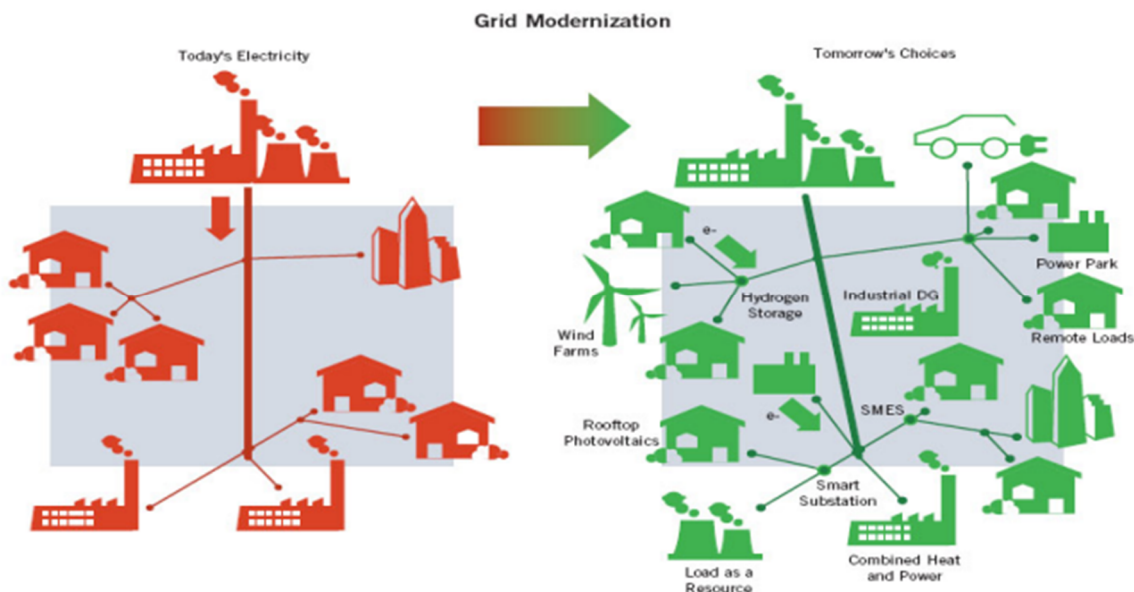 Grid Modernization
Today's Electricity
Tomorrow's Choices
e-
Power Park
Hydrogen
Storage
Industrial DG
Wind
Farms
Remote Loads
e-
SMES
Rooftop
Photovoltaics
Smart
Substation
Load as a
Resource
Combined Heat
and Power